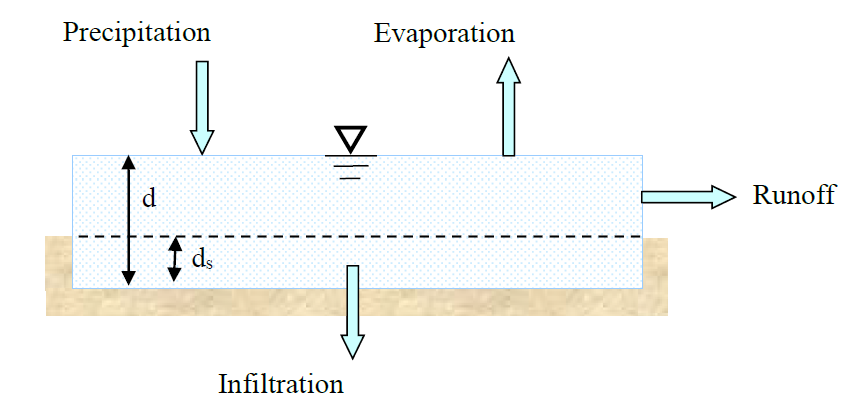 Precipitation
Evaporation
d
Runoff
ds
Infiltration